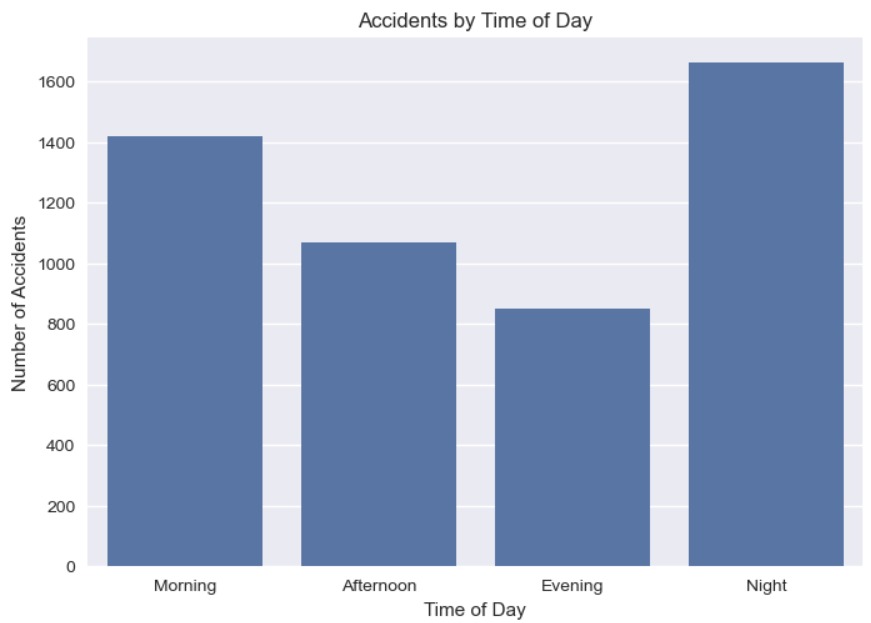 Accidents by Time of Day
Number of Accidents
1600
1400
1200
1000
800
600
400
200
0
Morning Afternoon Evening Night
Time of Day